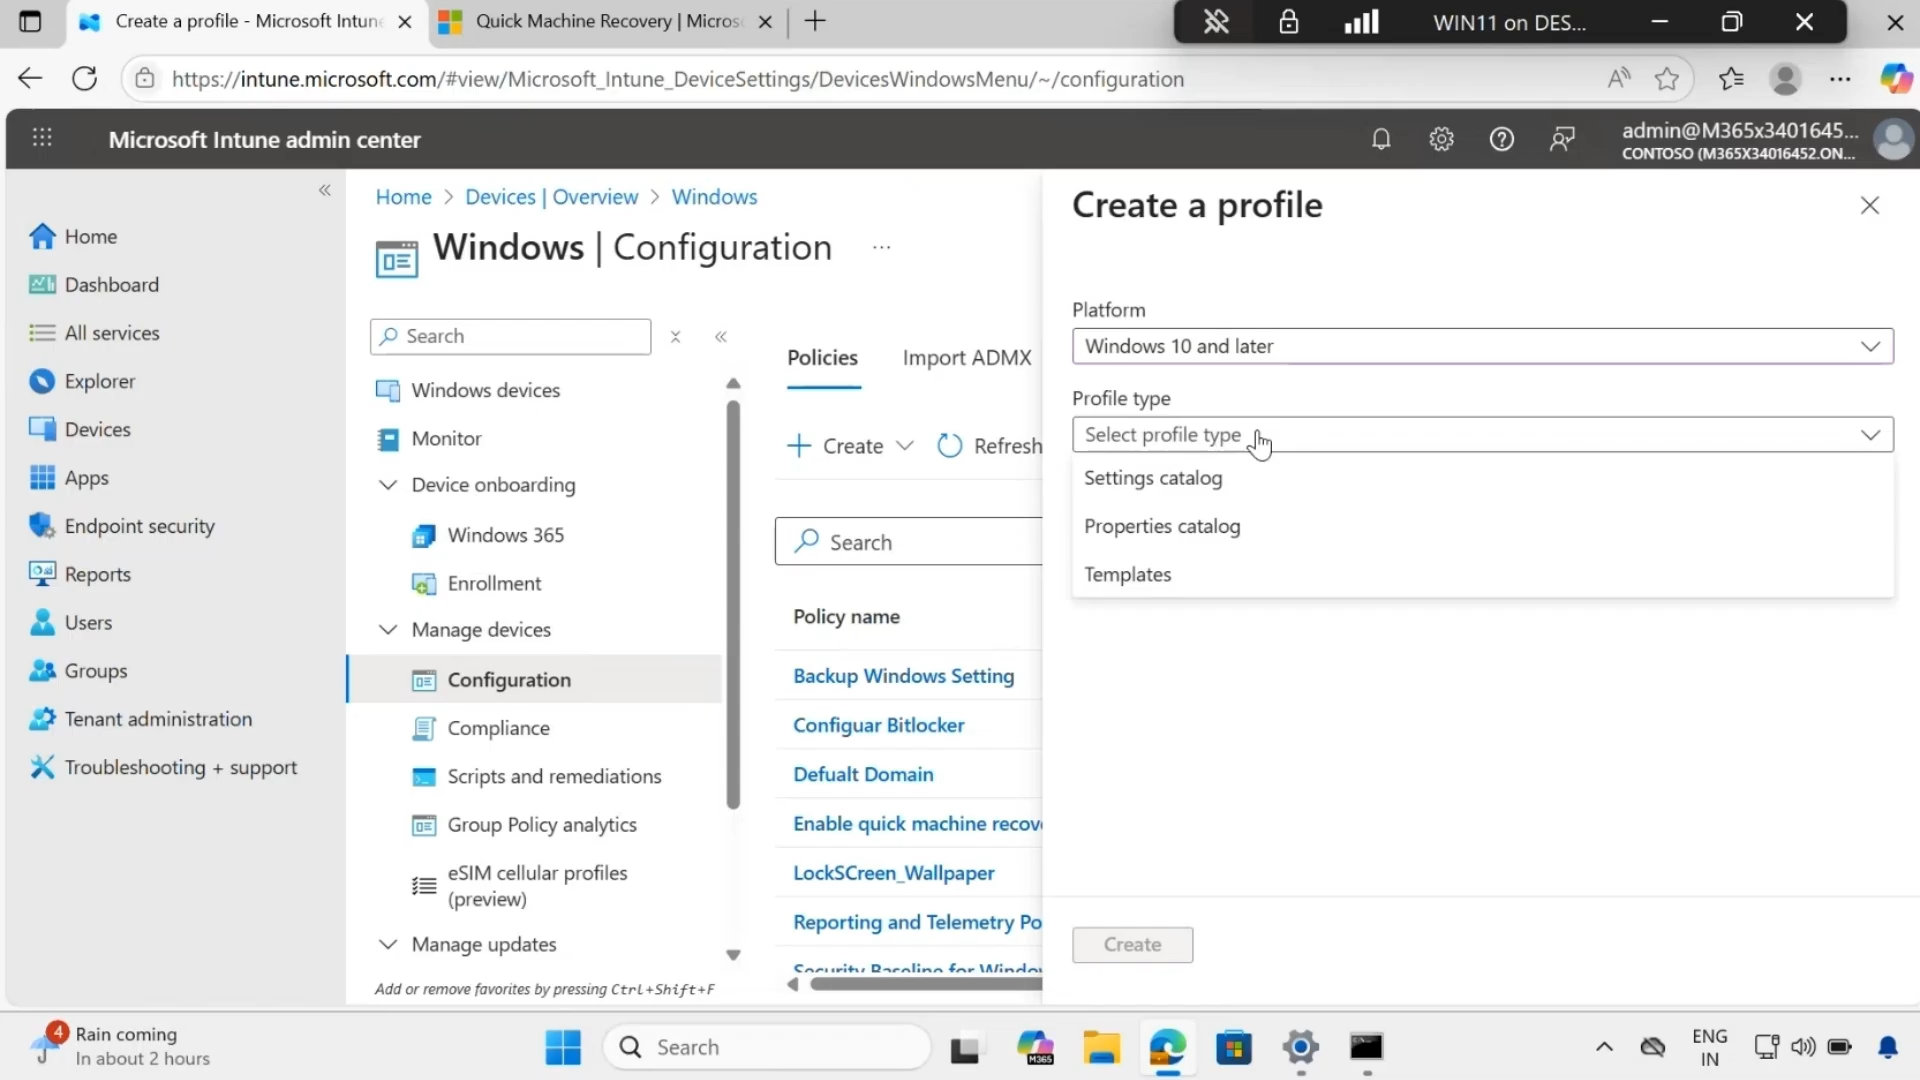 Create a profile - Microsoft Intune
Quick Machine Recovery | Micros
WIN11 on DES...
https://intune.microsoft.com/#view/Microsoft_Intune_DeviceSettings/DevicesWindowsMenu/~/configuration
Microsoft Intune admin center
admin@M365x3401645...
CONTOSO (M365X34016452.ON...
Home
Dashboard
All services
Explorer
Devices
Apps
Endpoint security
Reports
Users
Groups
Tenant administration
Troubleshooting + support
Home > Devices | Overview > Windows
Windows | Configuration
...
Search
Windows devices
Monitor
Device onboarding
Windows 365
Enrollment
Manage devices
Configuration
Compliance
Scripts and remediations
Group Policy analytics
eSIM cellular profiles
(preview)
Manage updates
Add or remove favorites by pressing Ctrl+Shift+F
Policies
Import ADMX
Create
Refresh
Search
Policy name
Backup Windows Setting
Configuar Bitlocker
Defualt Domain
Enable quick machine recove
LockSCreen_Wallpaper
Reporting and Telemetry Po
Security Baseline for Window
Create a profile
Platform
Windows 10 and later
Profile type
Select profile type
Settings catalog
Properties catalog
Templates
Create
4
Rain coming
In about 2 hours
Search
M365
ENG
IN